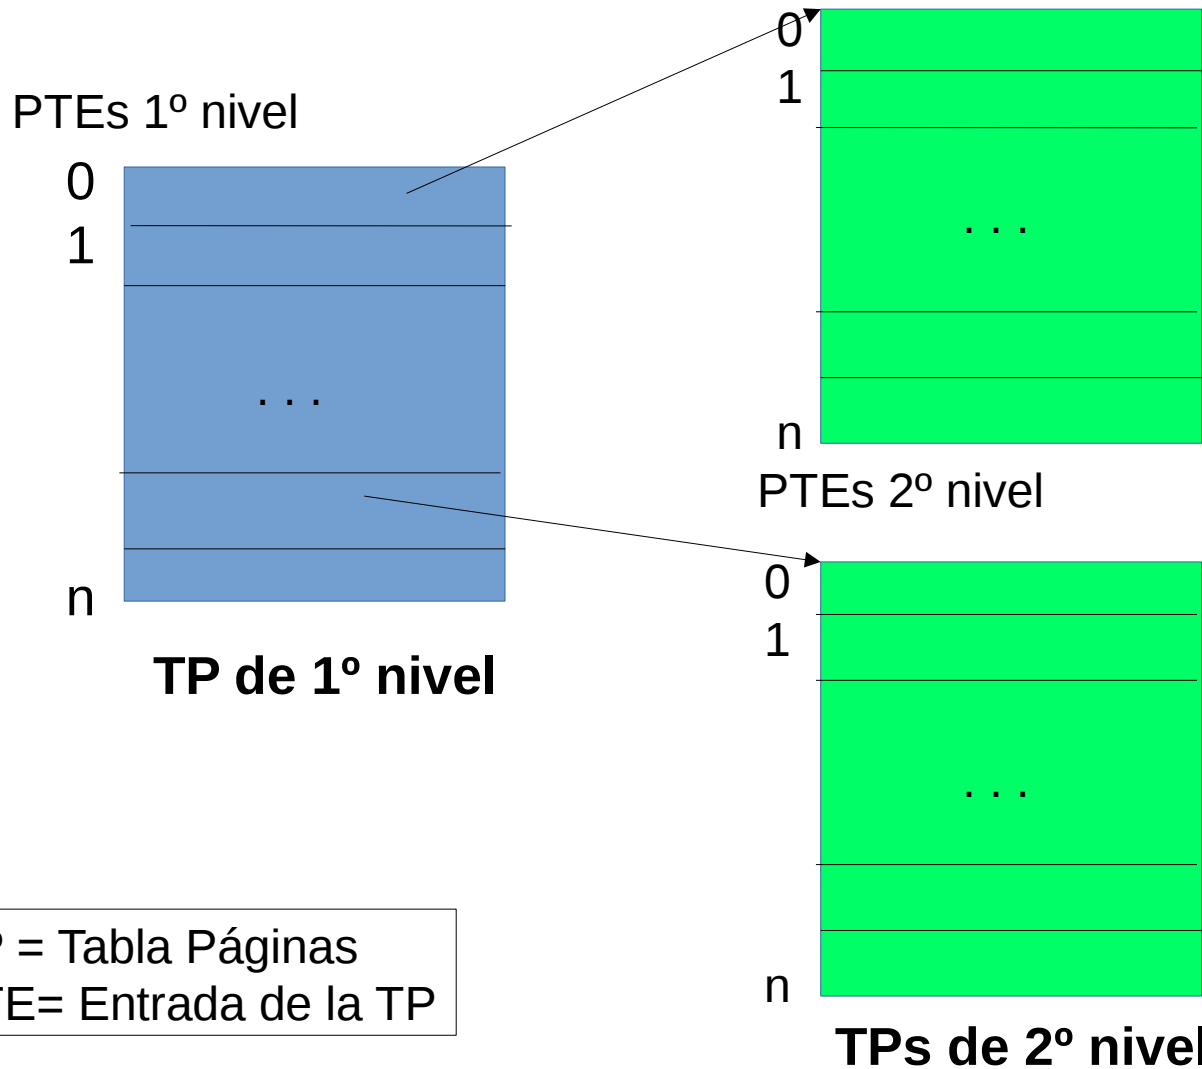 PTEs 1º nivel
0
1
. . .
n
TP de 1º nivel
0
1
. . .
n
PTEs 2º nivel
0
1
. . .
n
TPs de 2º nivel
= Tabla Páginas
E= Entrada de la TP